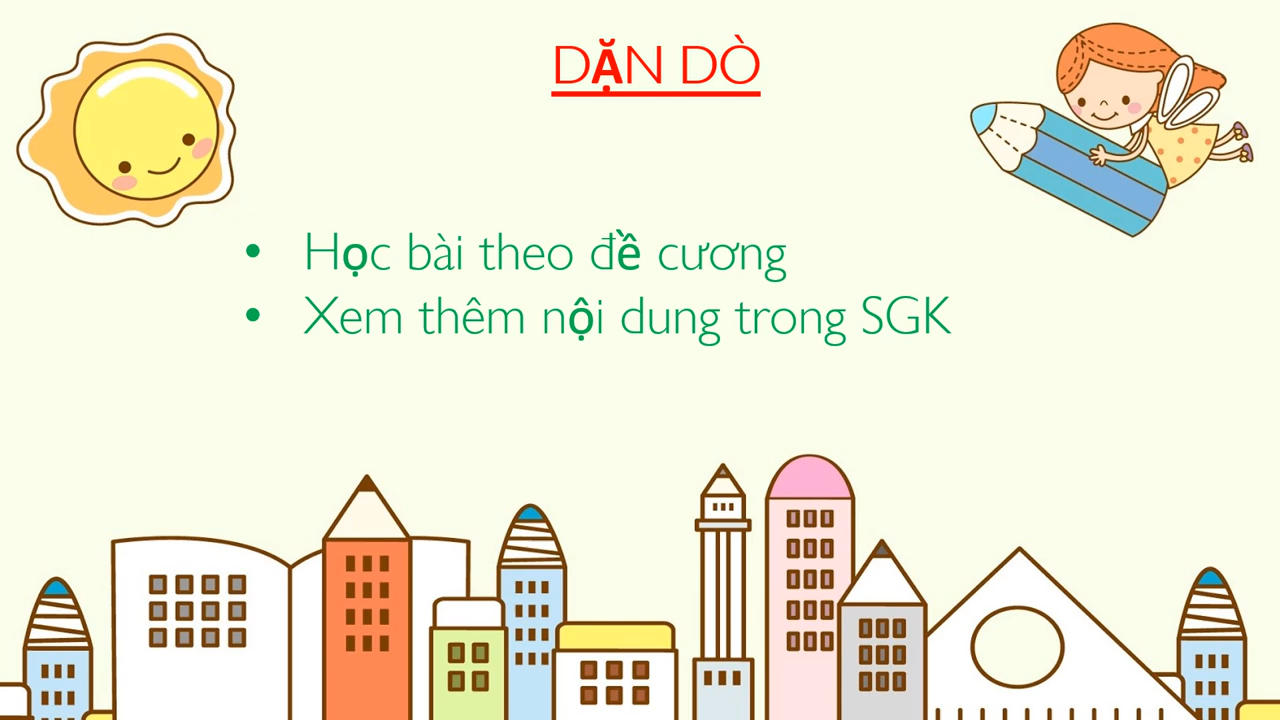 DẶN DÒ
• Học bài theo đề cương
• Xem thêm nội dung trong SGK